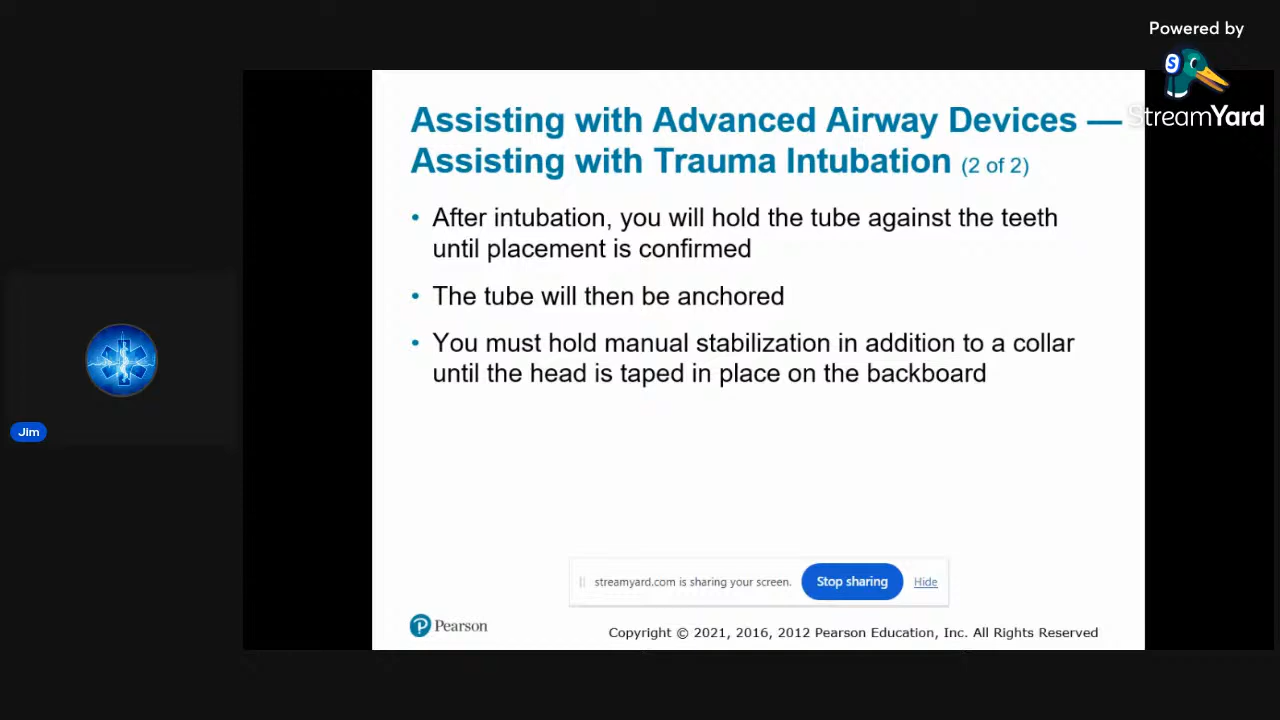 Powered by
StreamYard
Assisting with Advanced Airway Devices —
Assisting with Trauma Intubation (2 of 2)
• After intubation, you will hold the tube against the teeth
until placement is confirmed
• The tube will then be anchored
• You must hold manual stabilization in addition to a collar
until the head is taped in place on the backboard
Jim
streamyard.com is sharing your screen. Stop sharing Hide
Pearson
Copyright © 2021, 2016, 2012 Pearson Education, Inc. All Rights Reserved